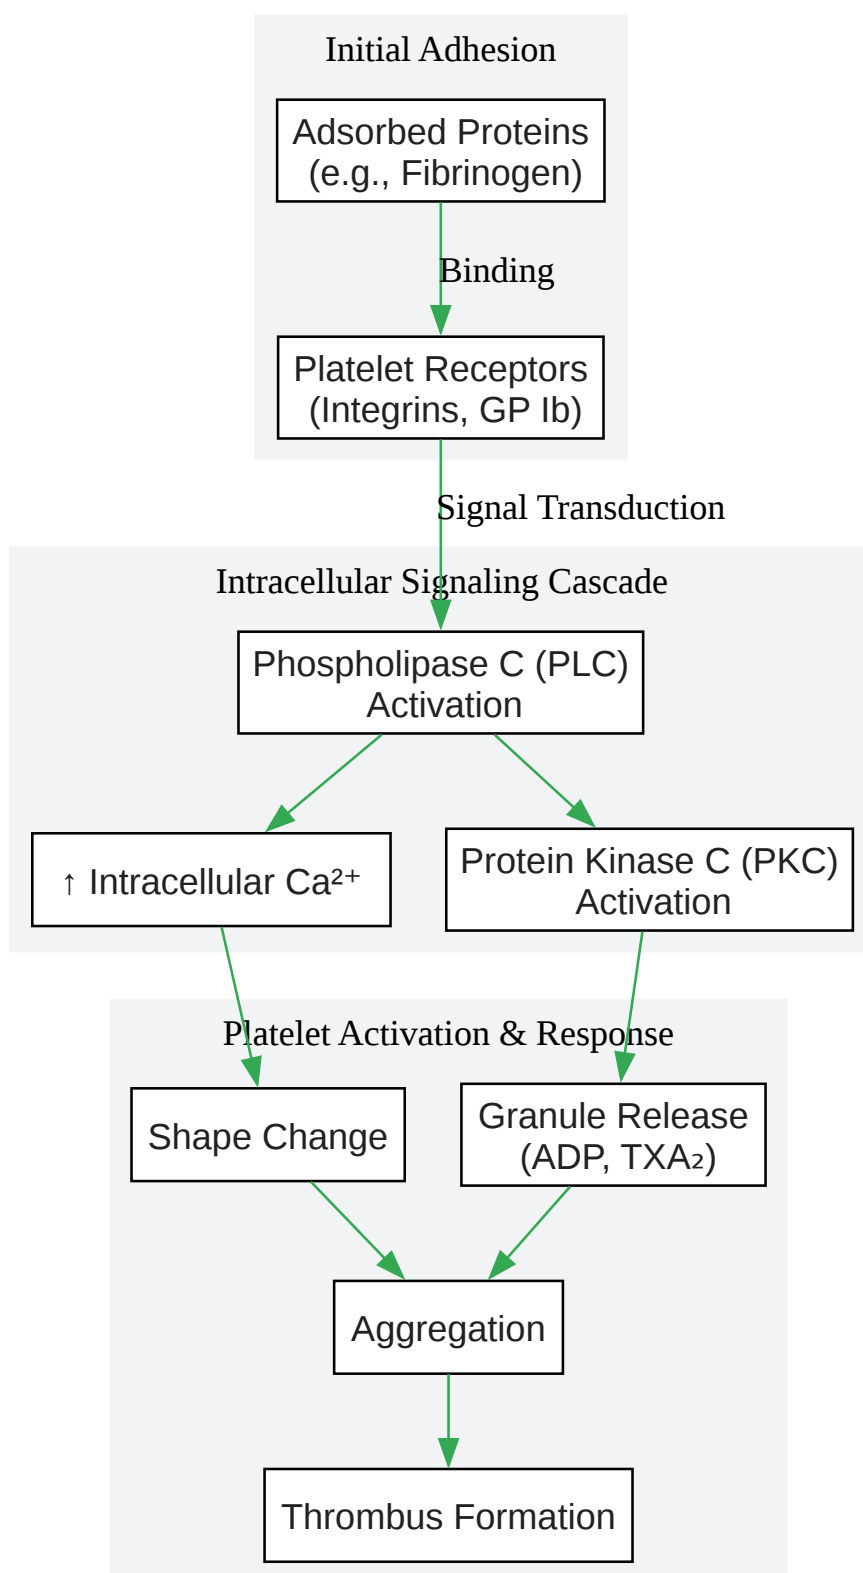 Initial Adhesion
Adsorbed Proteins
(e.g., Fibrinogen)
Binding
Platelet Receptors
(Integrins, GP Ib)
Signal Transduction
Intracellular Signaling Cascade
Phospholipase C (PLC)
Activation
↑ Intracellular Ca²⁺
Protein Kinase C (PKC)
Activation
Platelet Activation & Response
Shape Change
Granule Release
(ADP, TXA₂)
Aggregation
Thrombus Formation